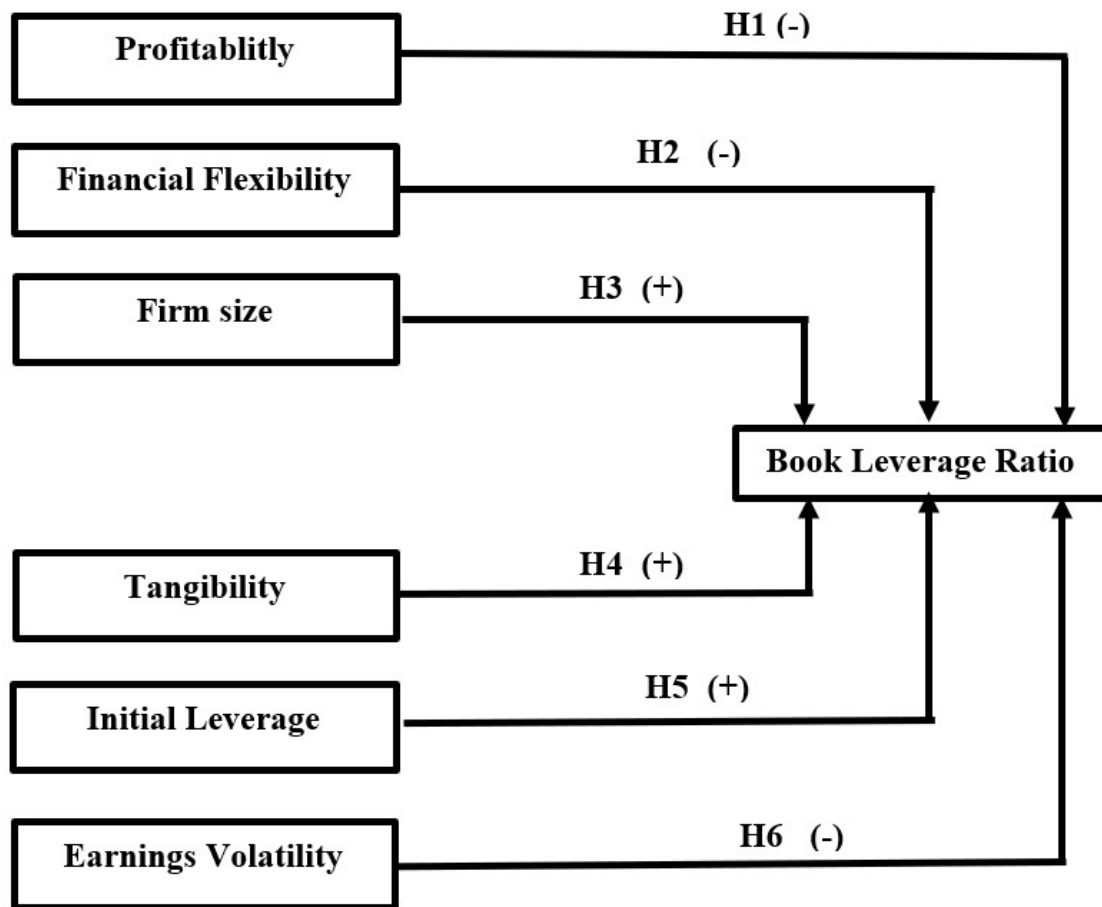 H1 (-)
Profitablitly
H2 (-)
Financial Flexibility
H3 (+)
Firm size
Book Leverage Ratio
H4 (+)
Tangibility
H5 (+)
Initial Leverage
H6 (-)
Earnings Volatility